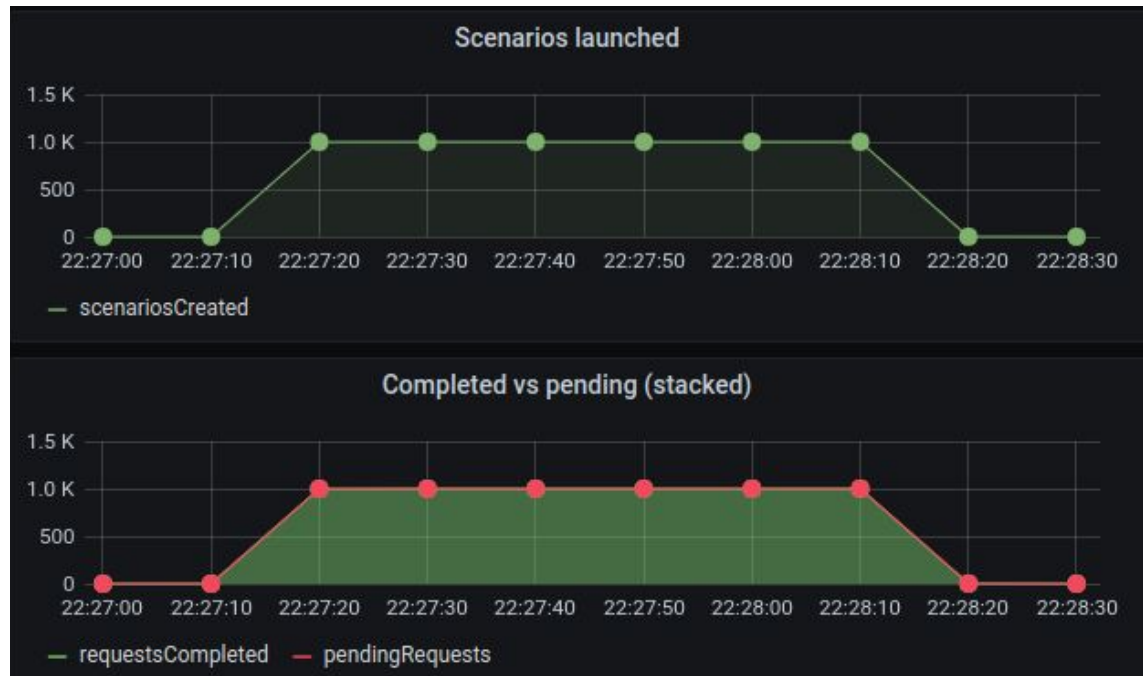 Scenarios launched
1.5 K
1.0 K
500
0
22:27:00 22:27:10 22:27:20 22:27:30 22:27:40 22:27:50 22:28:00 22:28:10 22:28:20 22:28:30
scenariosCreated
Completed vs pending (stacked)
1.5 K
1.0 K
500
0
22:27:00 22:27:10 22:27:20 22:27:30 22:27:40 22:27:50 22:28:00 22:28:10 22:28:20 22:28:30
requestsCompleted pendingRequests